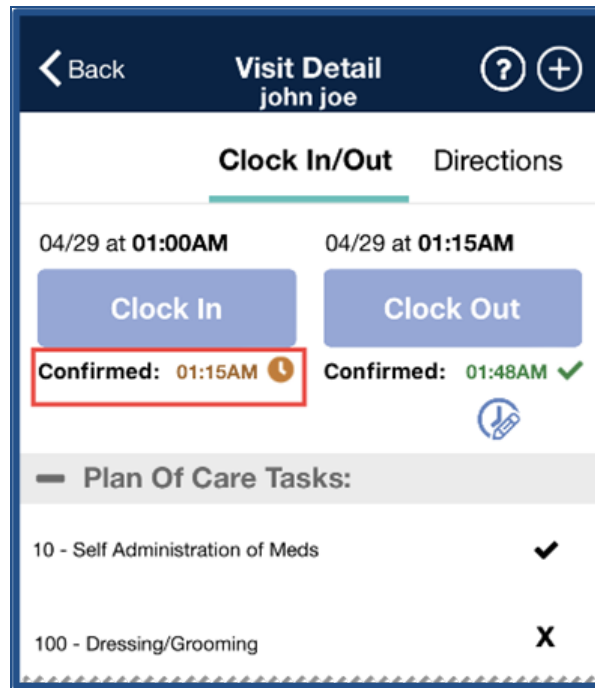 Back
Visit Detail
john joe
?
+
Clock In/Out Directions
04/29 at 01:00AM 04/29 at 01:15AM
Clock In Clock Out
Confirmed: 01:15AM Confirmed: 01:48AM
Plan Of Care Tasks:
10 - Self Administration of Meds
100 - Dressing/Grooming X